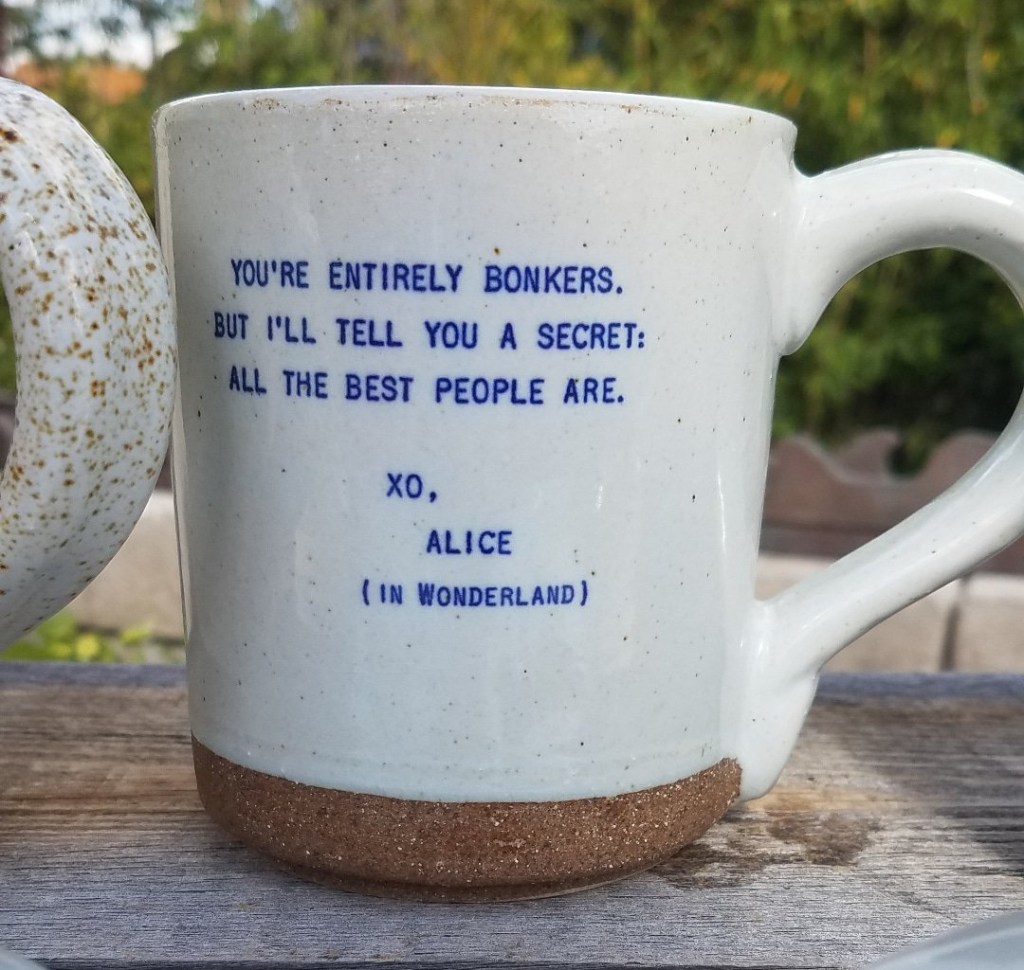 YOU'RE ENTIRELY BONKERS.
BUT I'LL TELL YOU A SECRET:
ALL THE BEST PEOPLE ARE.
XO,
ALICE
(IN WONDERLAND)